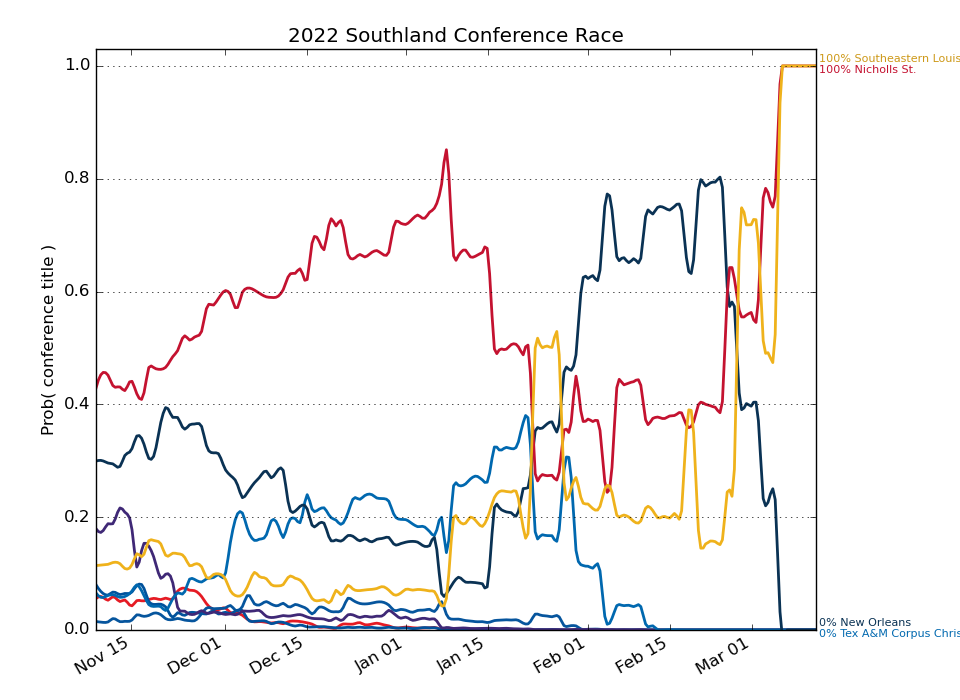 2022 Southland Conference Race
Prob( conference title )
1.0
0.8
0.6
0.4
0.2
0.0
Nov 15
Dec 01
Dec 15
Jan 01
Jan 15
Feb 01
Feb 15
Mar 01
100% Southeastern Louis
100% Nicholls St.
0% New Orleans
0% Tex A&M Corpus Chris